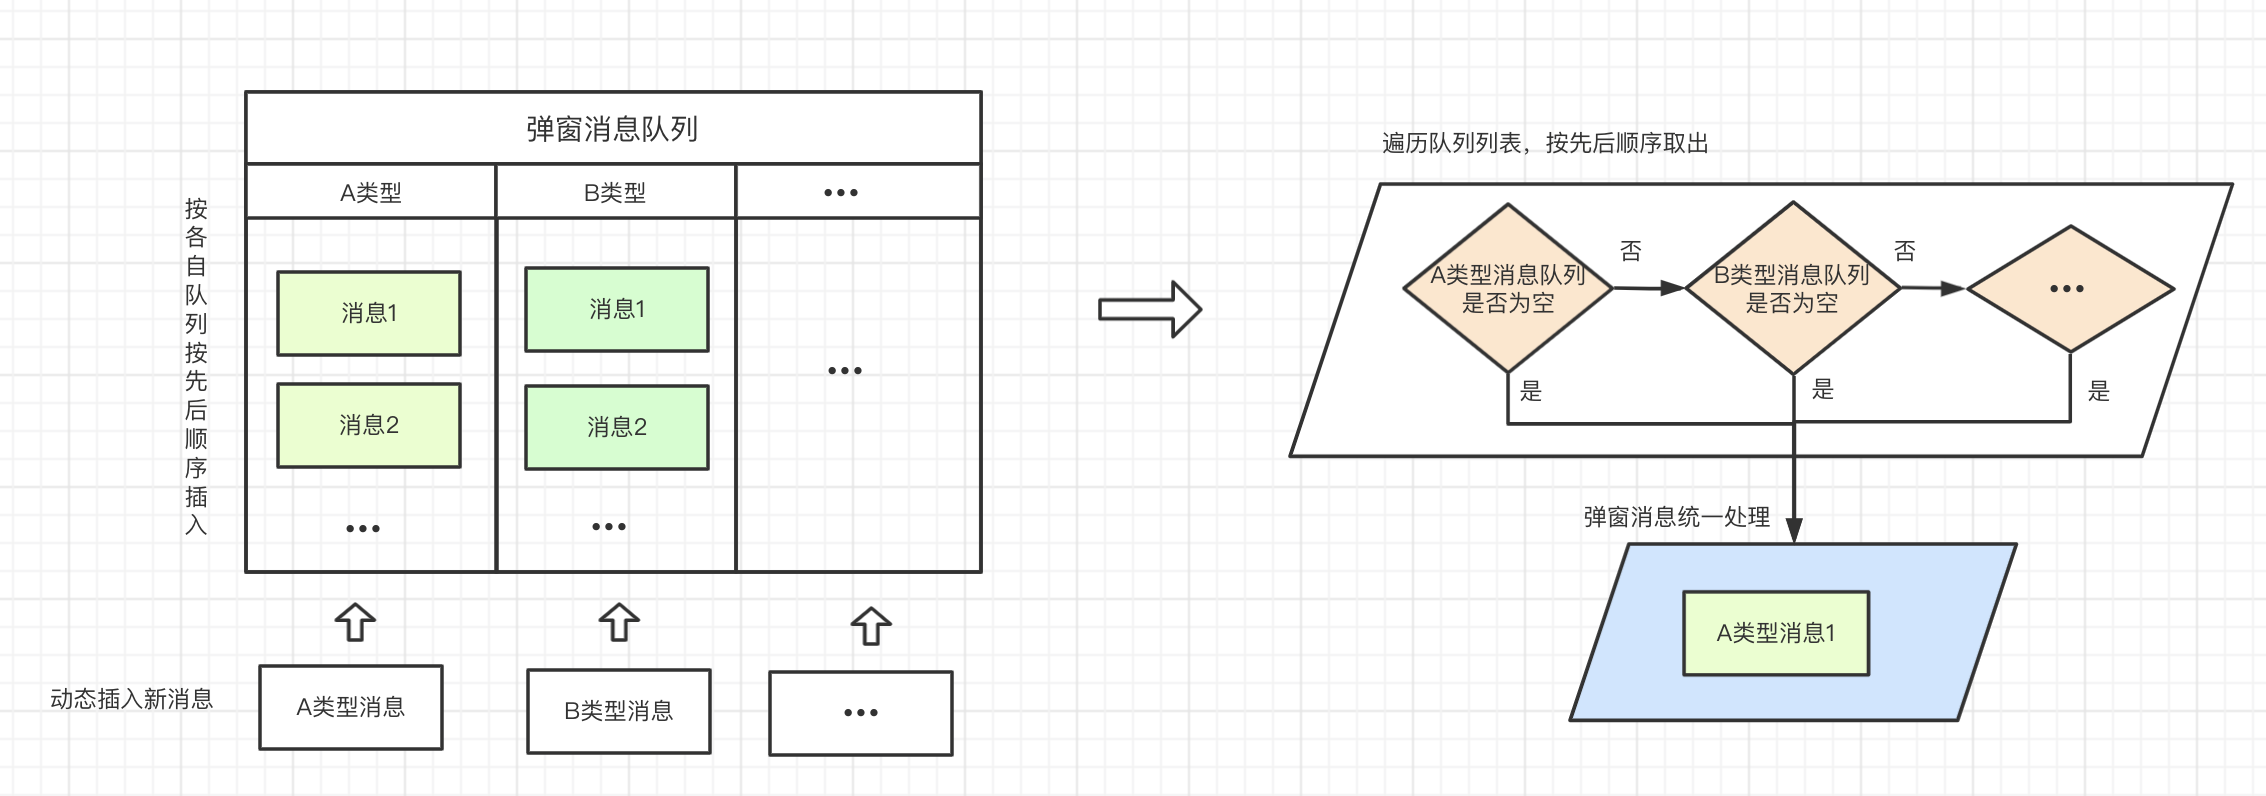 弹窗消息队列
A类型
B类型
•••
按各自队列按先后顺序插入
消息1
消息2
•••
消息1
消息2
•••
•••
动态插入新消息
A类型消息
B类型消息
•••
遍历队列列表，按先后顺序取出
A类型消息队列
是否为空
否
B类型消息队列
是否为空
否
•••
是
是
是
弹窗消息统一处理
A类型消息1